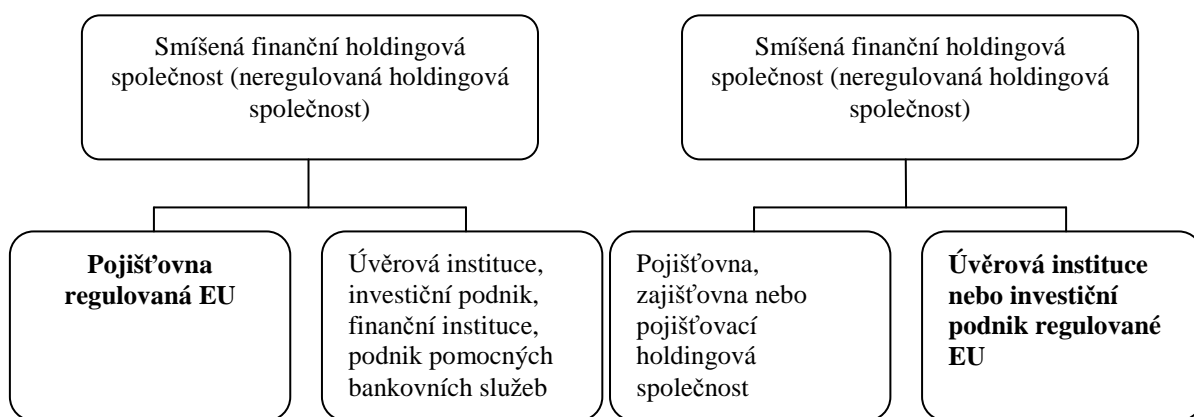 Smíšená finanční holdingová
společnost (neregulovaná holdingová
společnost)
Smíšená finanční holdingová
společnost (neregulovaná holdingová
společnost)
Pojišťovna
regulovaná EU
Úvěrová instituce,
investiční podnik,
finanční instituce,
podnik pomocných
bankovních služeb
Pojišťovna,
zajišťovna nebo
pojišťovací
holdingová
společnost
Úvěrová instituce
nebo investiční
podnik regulované
EU